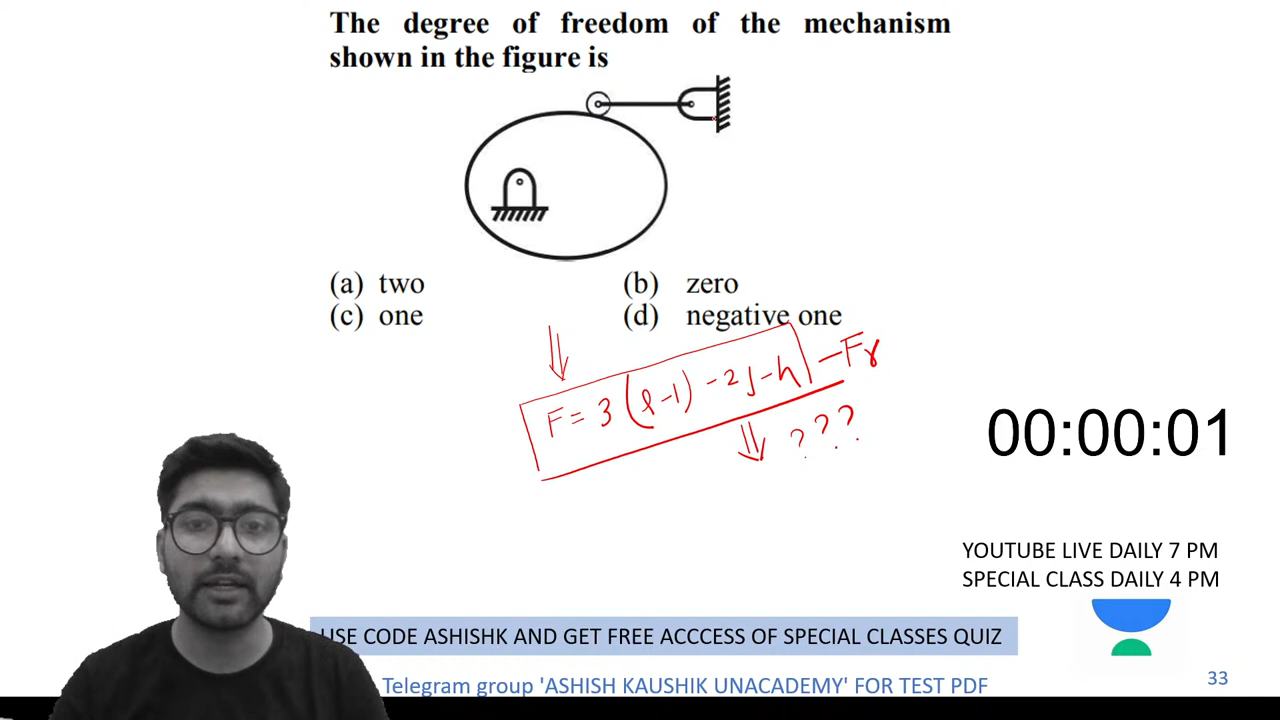 The degree of freedom of the mechanism
shown in the figure is
(a) two
(b) zero
(c) one
(d) negative one
F = 3 (l-1) - 2j - h - Fr
? ? ?
00:00:01
YOUTUBE LIVE DAILY 7 PM
SPECIAL CLASS DAILY 4 PM
USE CODE ASHISHK AND GET FREE ACCCESS OF SPECIAL CLASSES QUIZ
Telegram group 'ASHISH KAUSHIK UNACADEMY' FOR TEST PDF
33